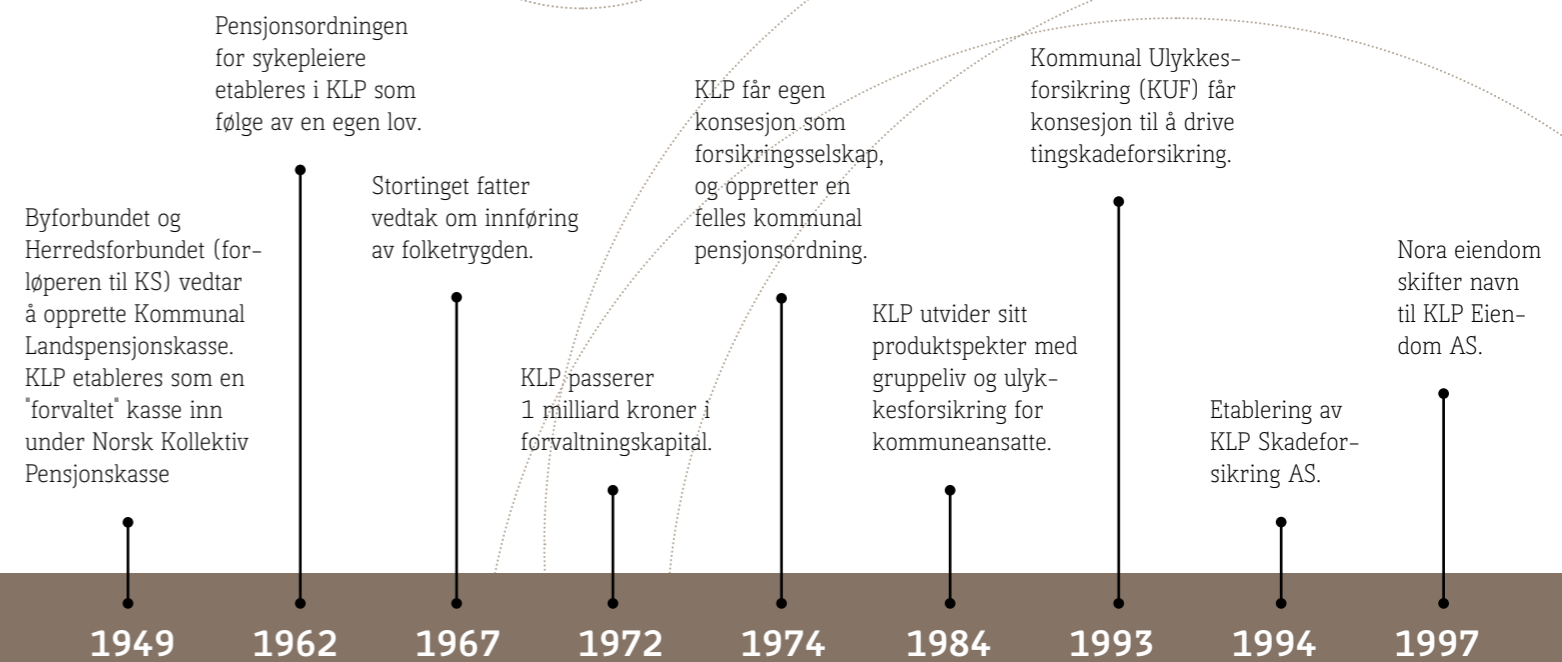 Byforbundet og
Herredsforbundet (for-
løperen til KS) vedtar
å opprette Kommunal
Landspensjonskasse.
KLP etableres som en
"forvaltet" kasse inn
under Norsk Kollektiv
Pensjonskasse
1949
Pensjonsordningen
for sykepleiere
etableres i KLP som
følge av en egen lov.
1962
Stortinget fatter
vedtak om innføring
av folketrygden.
1967
KLP passerer
1 milliard kroner i
forvaltningskapital.
1972
KLP får egen
konsesjon som
forsikringsselskap,
og oppretter en
felles kommunal
pensjonsordning.
1974
KLP utvider sitt
produktspekter med
gruppeliv og ulyk-
kesforsikring for
kommuneansatte.
1984
Kommunal Ulykkes-
forsikring (KUF) får
konsesjon til å drive
tingskadeforsikring.
1993
Etablering av
KLP Skadefor-
sikring AS.
1994
Nora eiendom
skifter navn
til KLP Eien-
dom AS.
1997